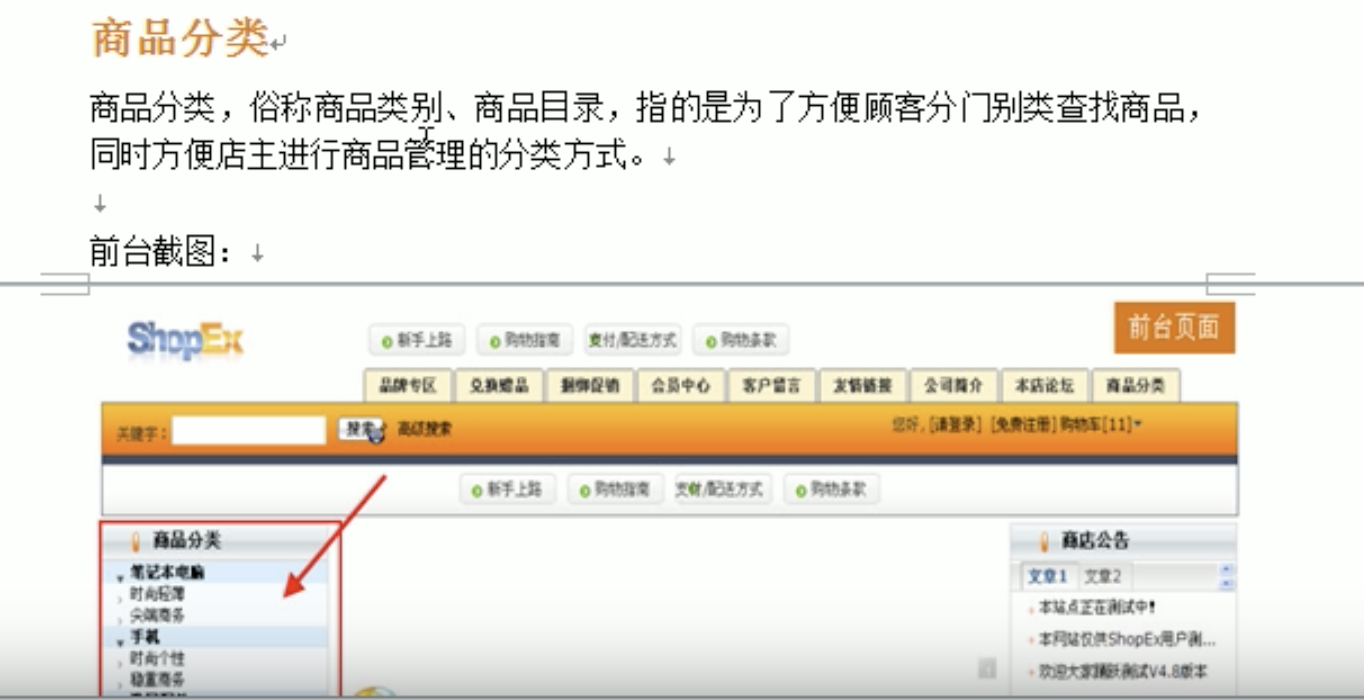 商品分类
商品分类，俗称商品类别、商品目录，指的是为了方便顾客分门别类查找商品，
同时方便店主进行商品管理的分类方式。
前台截图：
ShopEx
新手上路 购物指南 支付/配送方式 购物条款
前台页面
品牌专区 兑换赠品 捆绑促销 会员中心 客户留言 友情链接 公司简介 本店论坛 商品分类
关键字： 搜索 高级搜索
您好，[请登录] [免费注册] 购物车[11]
新手上路 购物指南 支付/配送方式 购物条款
商品分类
笔记本电脑
时尚轻薄
尖端商务
手机
时尚个性
稳重商务
商店公告
文章1 文章2
本站点正在测试中！
本网站仅供ShopEx用户测...
欢迎大家踊跃测试V4.8版本